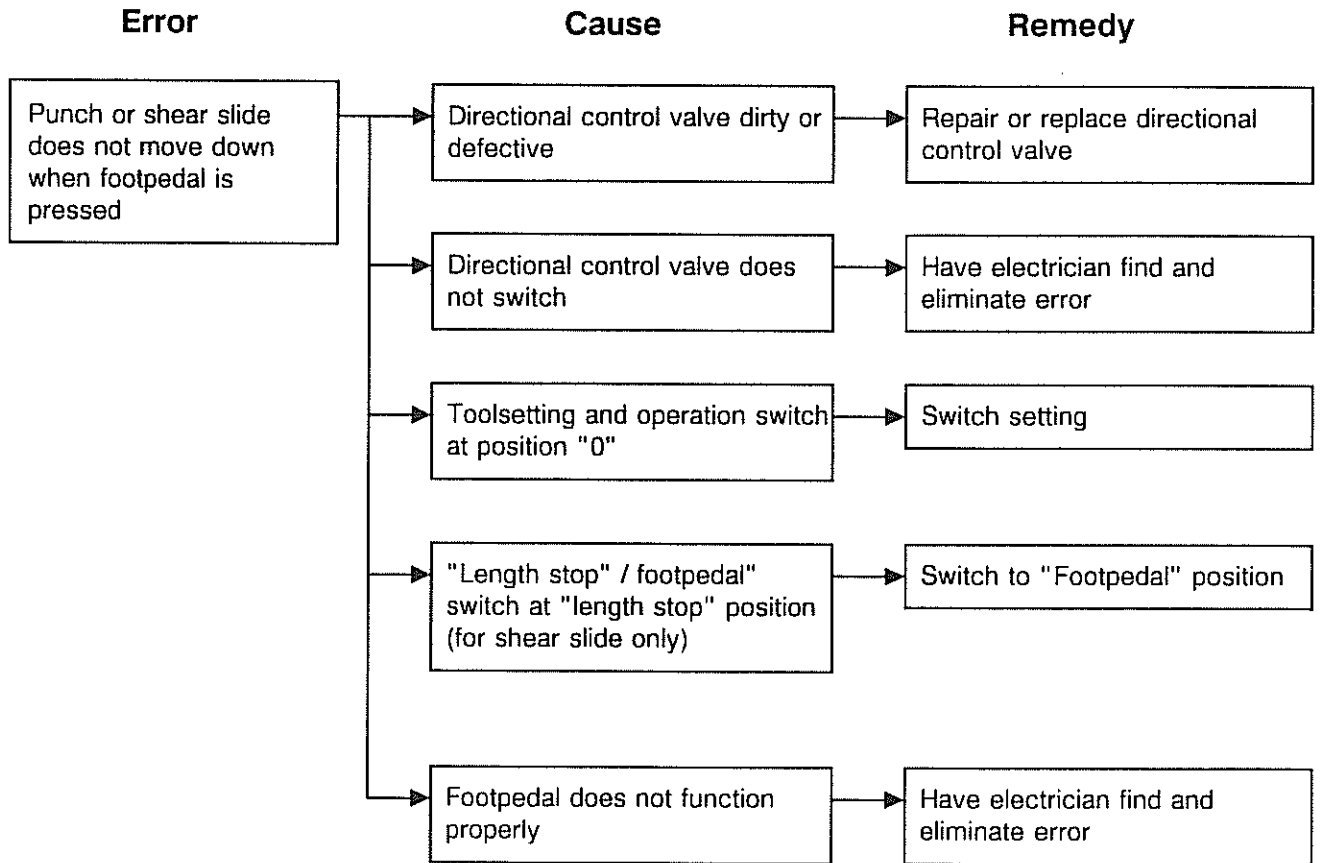 Error
Cause
Remedy
Punch or shear slide
does not move down
when footpedal is
pressed
Directional control valve dirty or
defective
Repair or replace directional
control valve
Directional control valve does
not switch
Have electrician find and
eliminate error
Toolsetting and operation switch
at position "0"
Switch setting
"Length stop" / footpedal"
switch at "length stop" position
(for shear slide only)
Switch to "Footpedal" position
Footpedal does not function
properly
Have electrician find and
eliminate error